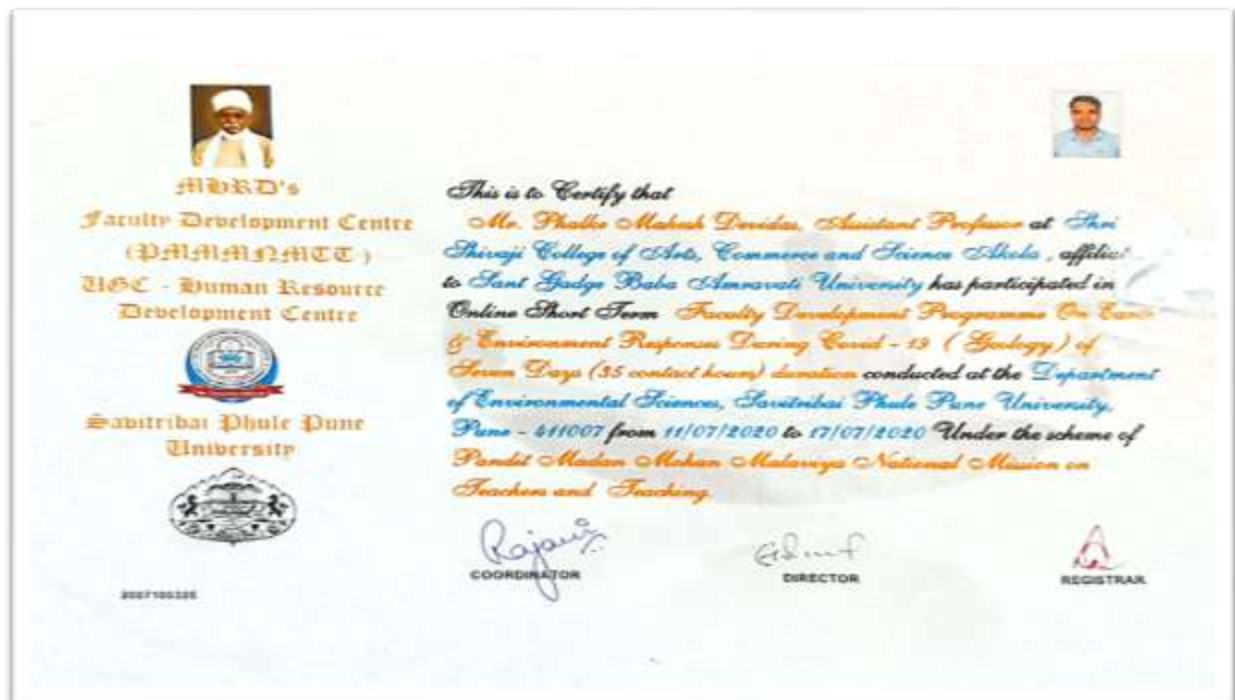 MHRD's
Faculty Development Centre
(PMMMNMTT)
UGC - Human Resource
Development Centre
Savitribai Phule Pune
University
This is to Certify that
Mr. Phalke Mahesh Devidas, Assistant Professor at Shri
Shivaji College of Arts, Commerce and Science Akola, affiliat
to Sant Gadge Baba Amravati University has participated in
Online Short Term Faculty Development Programme On Eart
& Environment Responses During Covid - 19 ( Geology) of
Seven Days (35 contact hours) duration conducted at the Department
of Environmental Sciences, Savitribai Phule Pune University,
Pune - 411007 from 11/07/2020 to 17/07/2020 Under the scheme of
Pandit Madan Mohan Malaveya National Mission on
Teachers and Teaching.
COORDINATOR
DIRECTOR
REGISTRAR